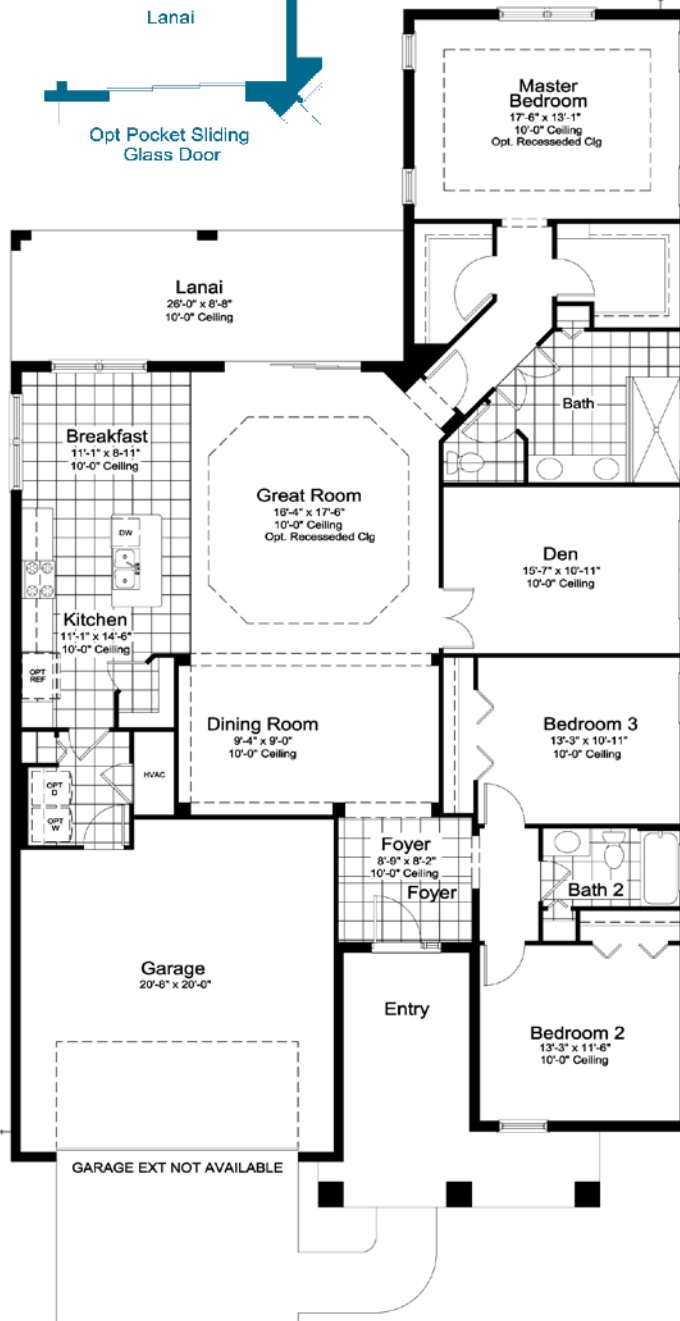 Lanai
Opt Pocket Sliding
Glass Door
Master
Bedroom
17'-6" x 13'-1"
10'-0" Ceiling
Opt. Recesseded Clg
Lanai
26'-0" x 8'-8"
10'-0" Ceiling
Bath
Breakfast
11'-1" x 8-11"
10'-0" Ceiling
Great Room
16'-4" x 17'-6"
10'-0" Ceiling
Opt. Recesseded Clg
DW
Den
15'-7" x 10'-11"
10'-0" Ceiling
Kitchen
11'-1" x 14'-6"
10'-0" Ceiling
OPT
REF
Dining Room
9'-4" x 9'-0"
10'-0" Ceiling
Bedroom 3
13'-3" x 10'-11"
10'-0" Ceiling
HVAC
OPT
D
OPT
W
Foyer
8'-9" x 8'-2"
10'-0" Ceiling
Foyer
Bath 2
Garage
20'-8" x 20'-0"
Entry
Bedroom 2
13'-3" x 11'-6"
10'-0" Ceiling
GARAGE EXT NOT AVAILABLE